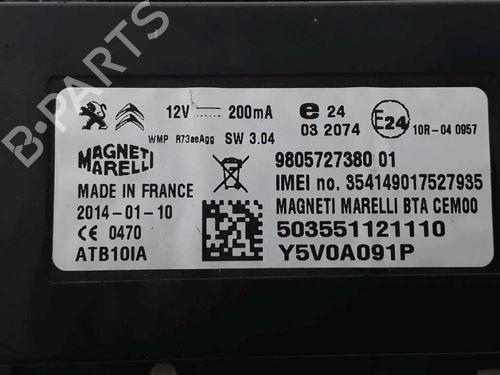 12V 200mA e 24 E24
WMP R73aeAgg SW 3.04 03 2074 10R-04 0957
MAGNETI
MARELLI
MADE IN FRANCE
2014-01-10
CE 0470
ATB10IA
9805727380 01
IMEI no. 354149017527935
MAGNETI MARELLI BTA CEM00
503551121110
Y5V0A091P
B-PARTS